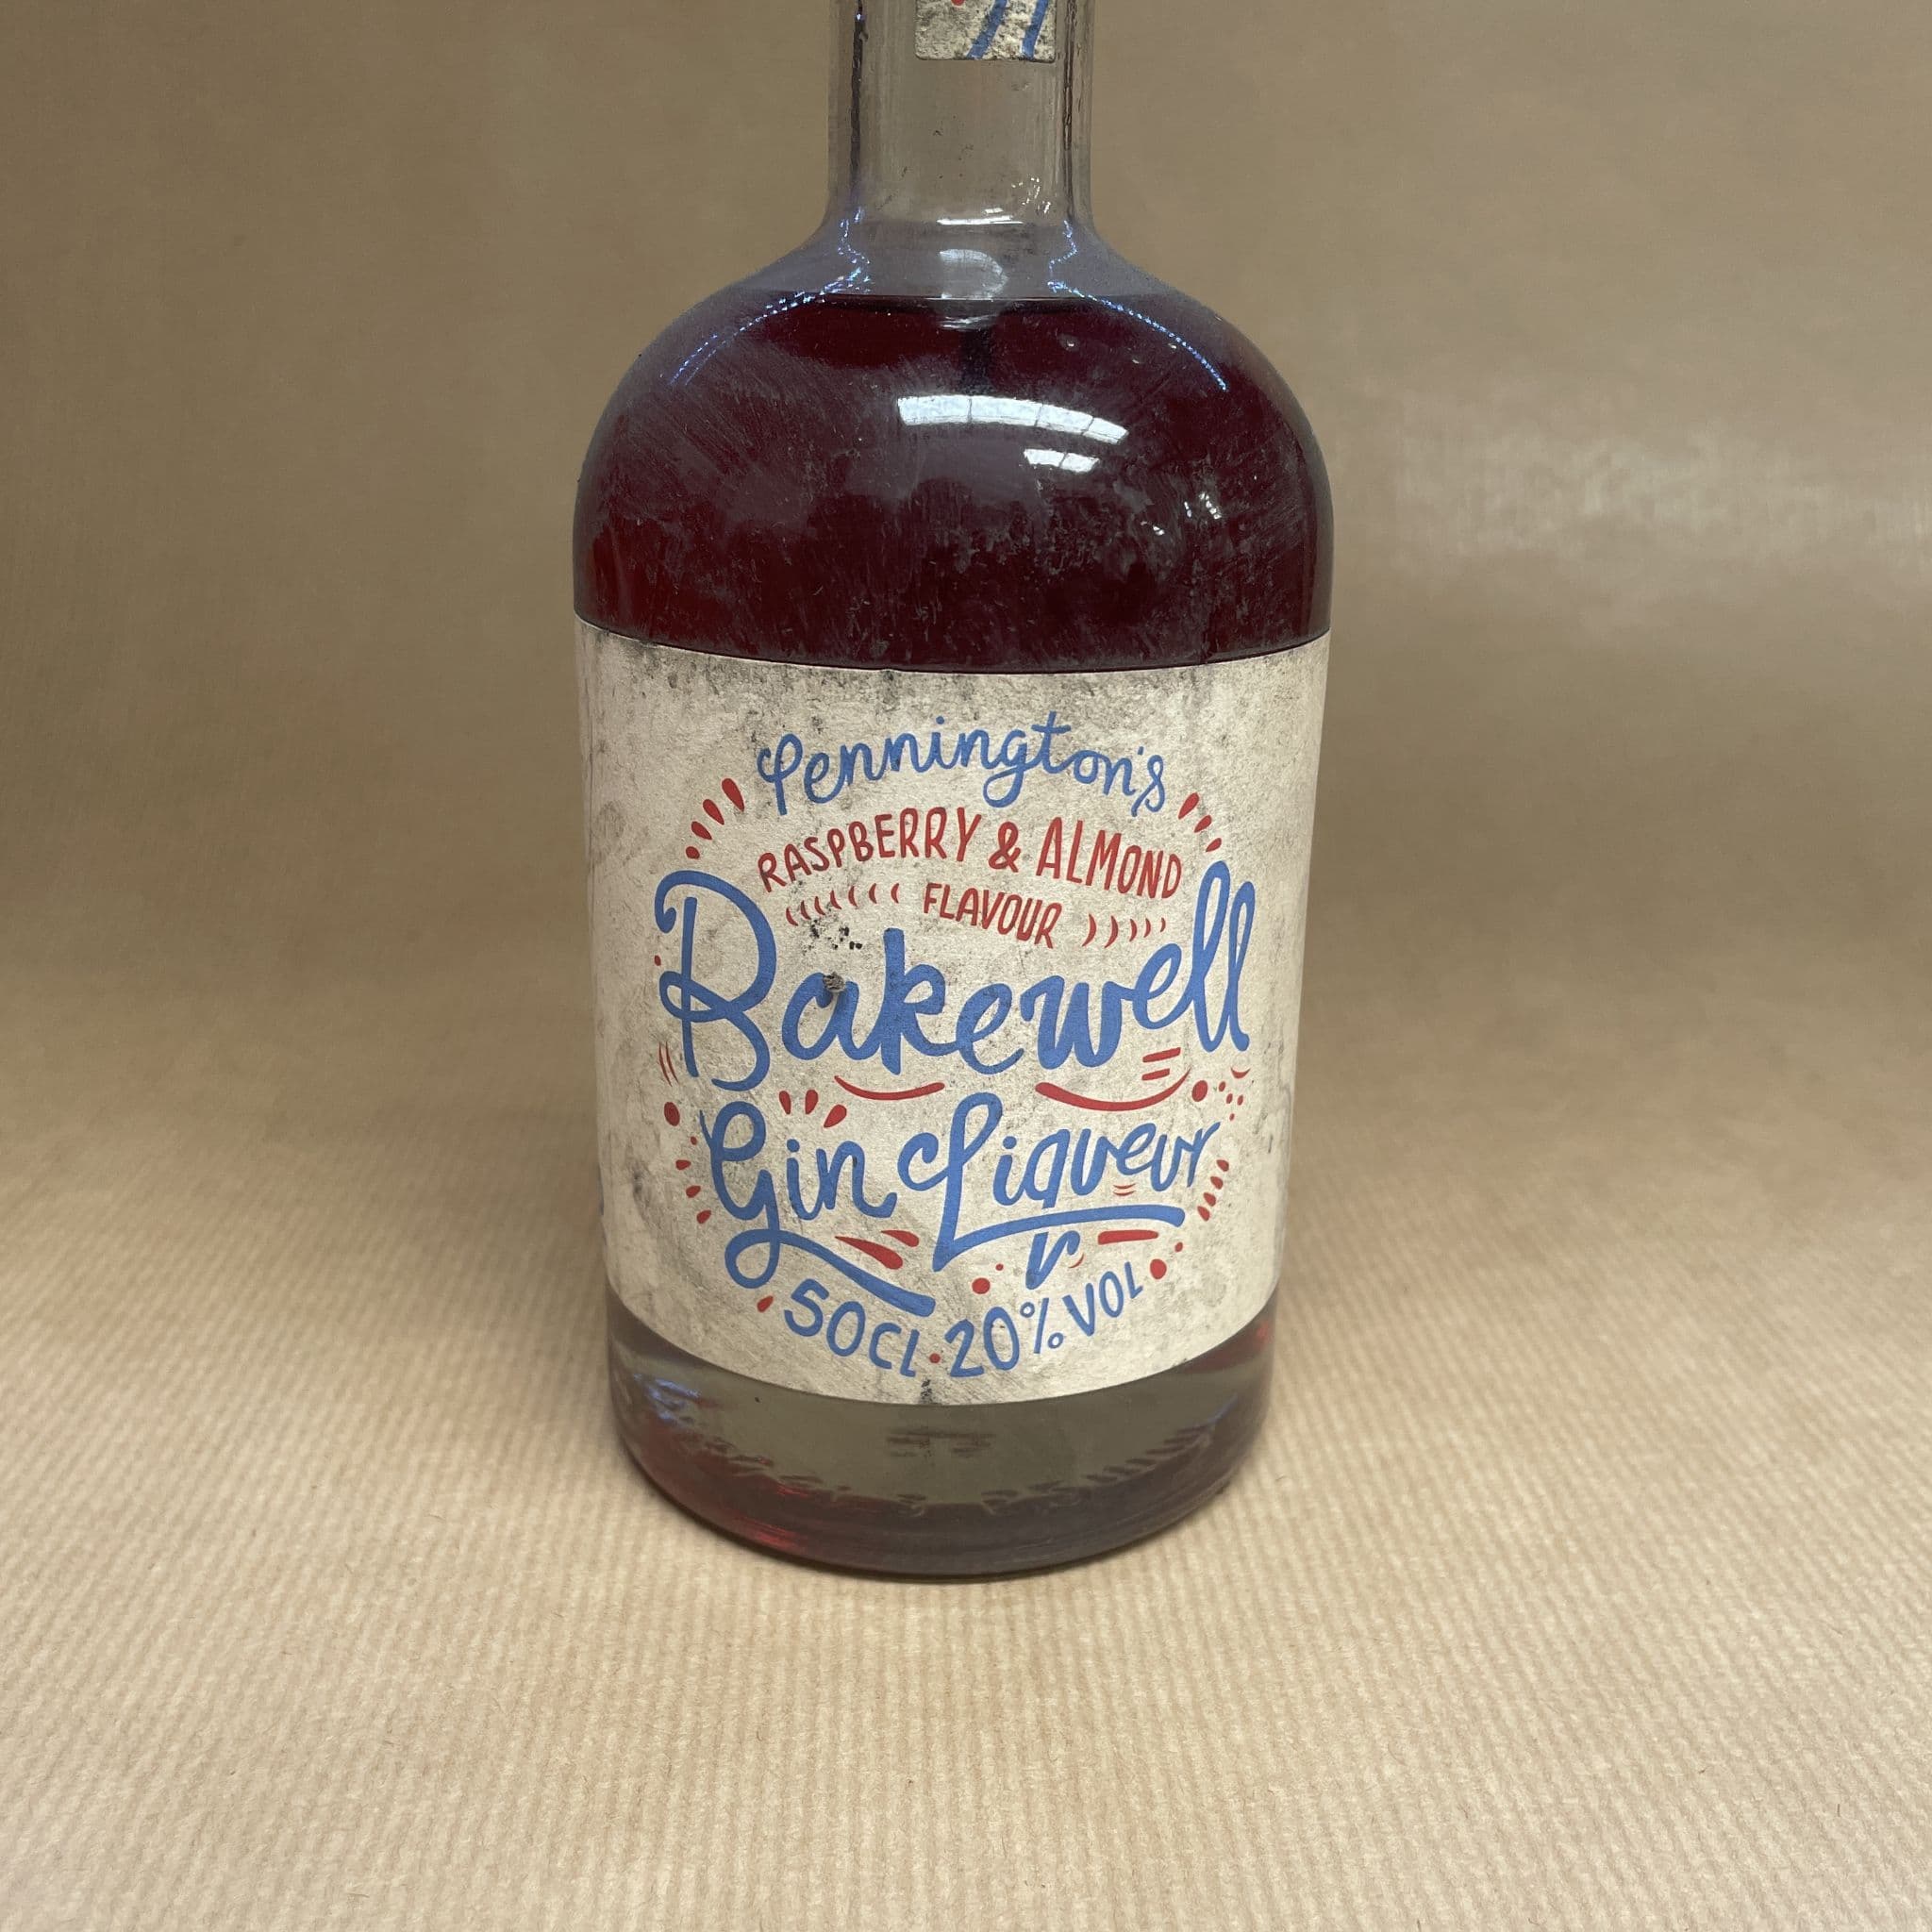 Pennington's
RASPBERRY & ALMOND
FLAVOUR
Bakewell
Gin Liqueur
50CL · 20% VOL